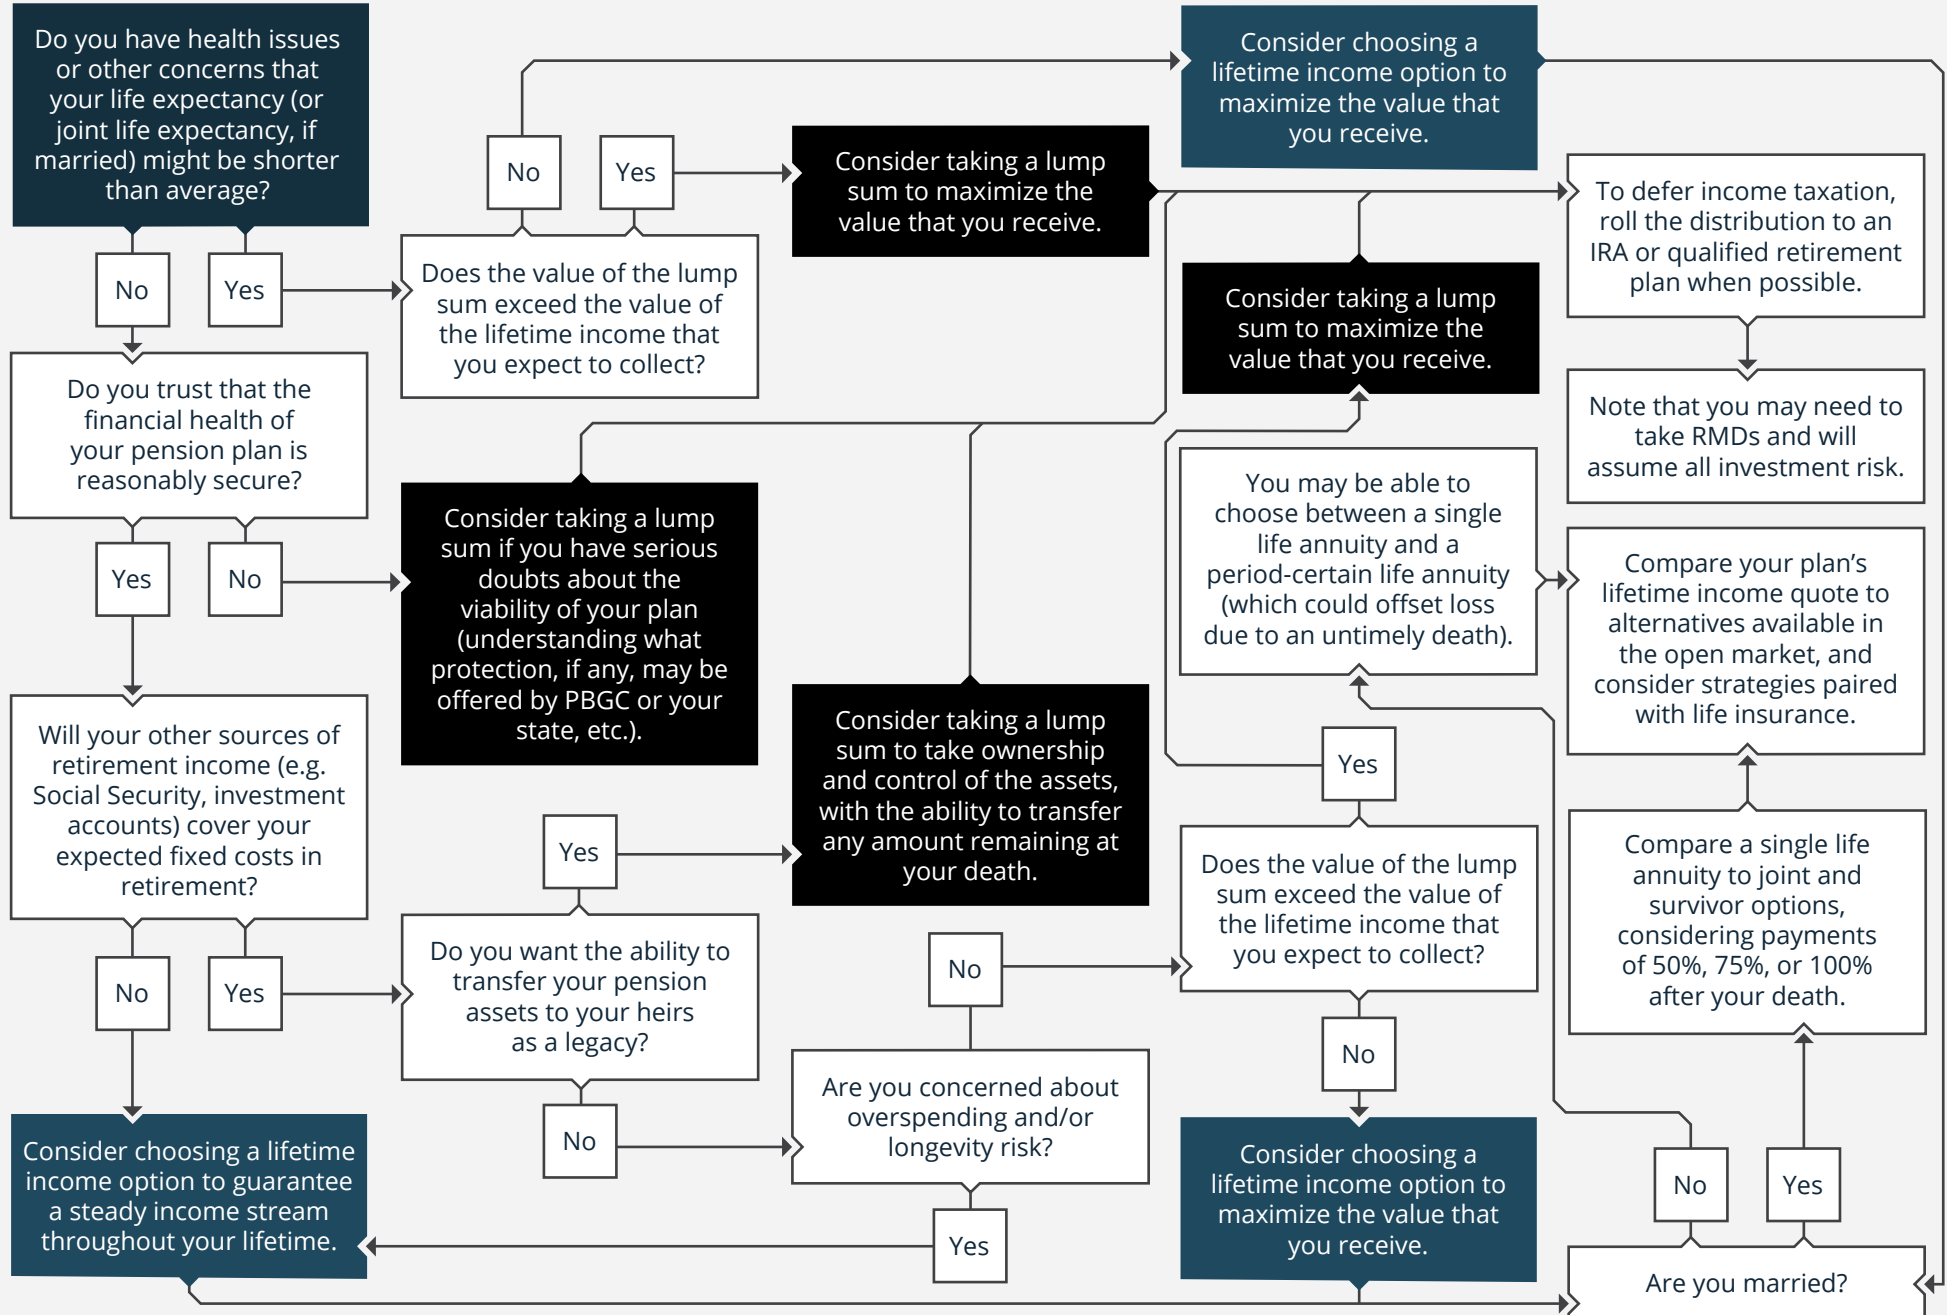 Do you have health issues
or other concerns that
your life expectancy (or
joint life expectancy, if
married) might be shorter
than average?
No
Yes
Does the value of the lump
sum exceed the value of
the lifetime income that
you expect to collect?
No
Yes
Consider taking a lump
sum to maximize the
value that you receive.
Consider choosing a
lifetime income option to
maximize the value that
you receive.
To defer income taxation,
roll the distribution to an
IRA or qualified retirement
plan when possible.
Note that you may need to
take RMDs and will
assume all investment risk.
Do you trust that the
financial health of
your pension plan is
reasonably secure?
Yes
No
Consider taking a lump
sum if you have serious
doubts about the
viability of your plan
(understanding what
protection, if any, may be
offered by PBGC or your
state, etc.).
Will your other sources of
retirement income (e.g.
Social Security, investment
accounts) cover your
expected fixed costs in
retirement?
No
Yes
Do you want the ability to
transfer your pension
assets to your heirs
as a legacy?
Yes
No
Consider taking a lump
sum to take ownership
and control of the assets,
with the ability to transfer
any amount remaining at
your death.
Are you concerned about
overspending and/or
longevity risk?
No
Yes
Consider choosing a lifetime
income option to guarantee
a steady income stream
throughout your lifetime.
Does the value of the lump
sum exceed the value of
the lifetime income that
you expect to collect?
Yes
No
Consider taking a lump
sum to maximize the
value that you receive.
Consider choosing a
lifetime income option to
maximize the value that
you receive.
Are you married?
No
Yes
You may be able to
choose between a single
life annuity and a
period-certain life annuity
(which could offset loss
due to an untimely death).
Compare a single life
annuity to joint and
survivor options,
considering payments
of 50%, 75%, or 100%
after your death.
Compare your plan’s
lifetime income quote to
alternatives available in
the open market, and
consider strategies paired
with life insurance.